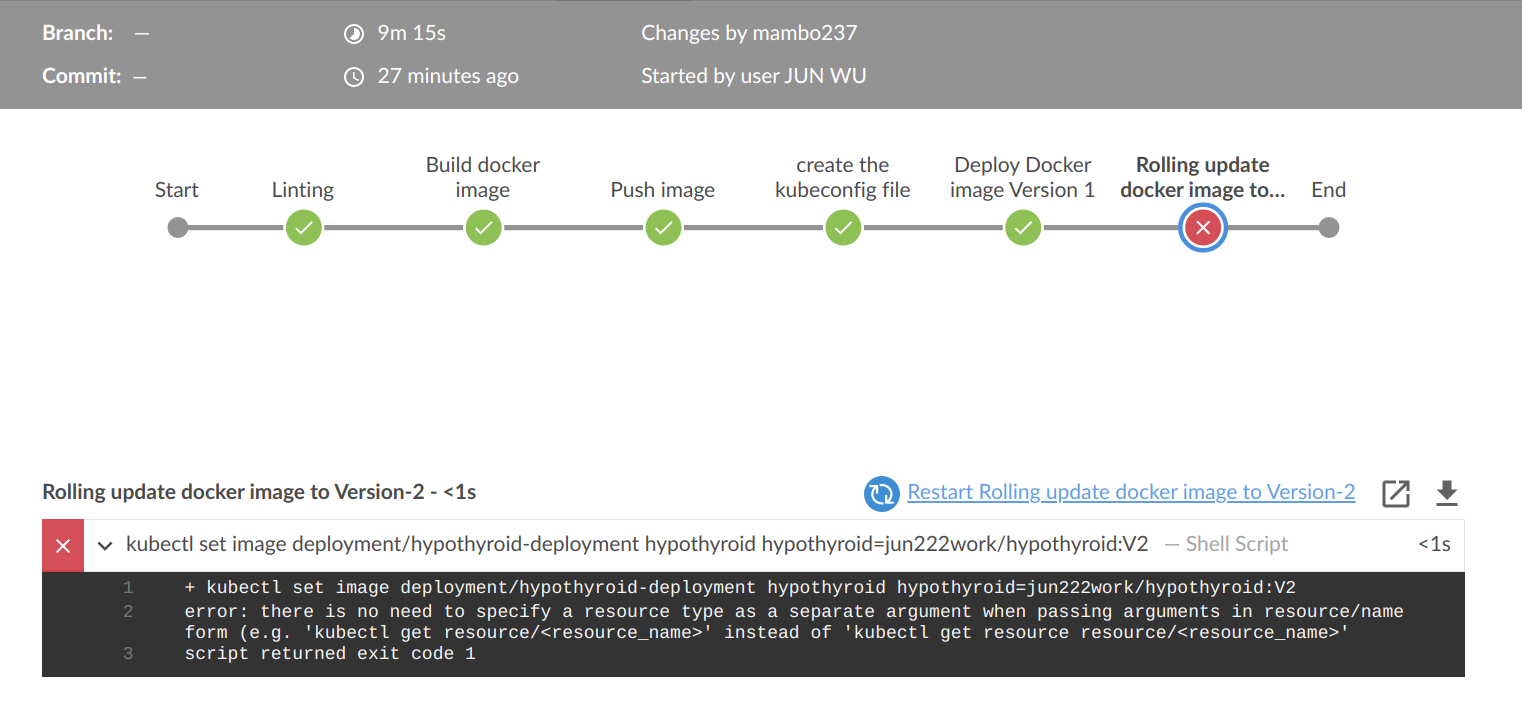 Branch: —
9m 15s
Changes by mambo237
Commit: —
27 minutes ago
Started by user JUN WU
Start
Linting
Build docker
image
Push image
create the
kubeconfig file
Deploy Docker
image Version 1
Rolling update
docker image to...
End
Rolling update docker image to Version-2 - <1s
Restart Rolling update docker image to Version-2
kubectl set image deployment/hypothyroid-deployment hypothyroid hypothyroid=jun222work/hypothyroid:V2 — Shell Script
<1s
1 + kubectl set image deployment/hypothyroid-deployment hypothyroid hypothyroid=jun222work/hypothyroid:V2
2 error: there is no need to specify a resource type as a separate argument when passing arguments in resource/name
form (e.g. 'kubectl get resource/<resource_name>' instead of 'kubectl get resource resource/<resource_name>'
3 script returned exit code 1